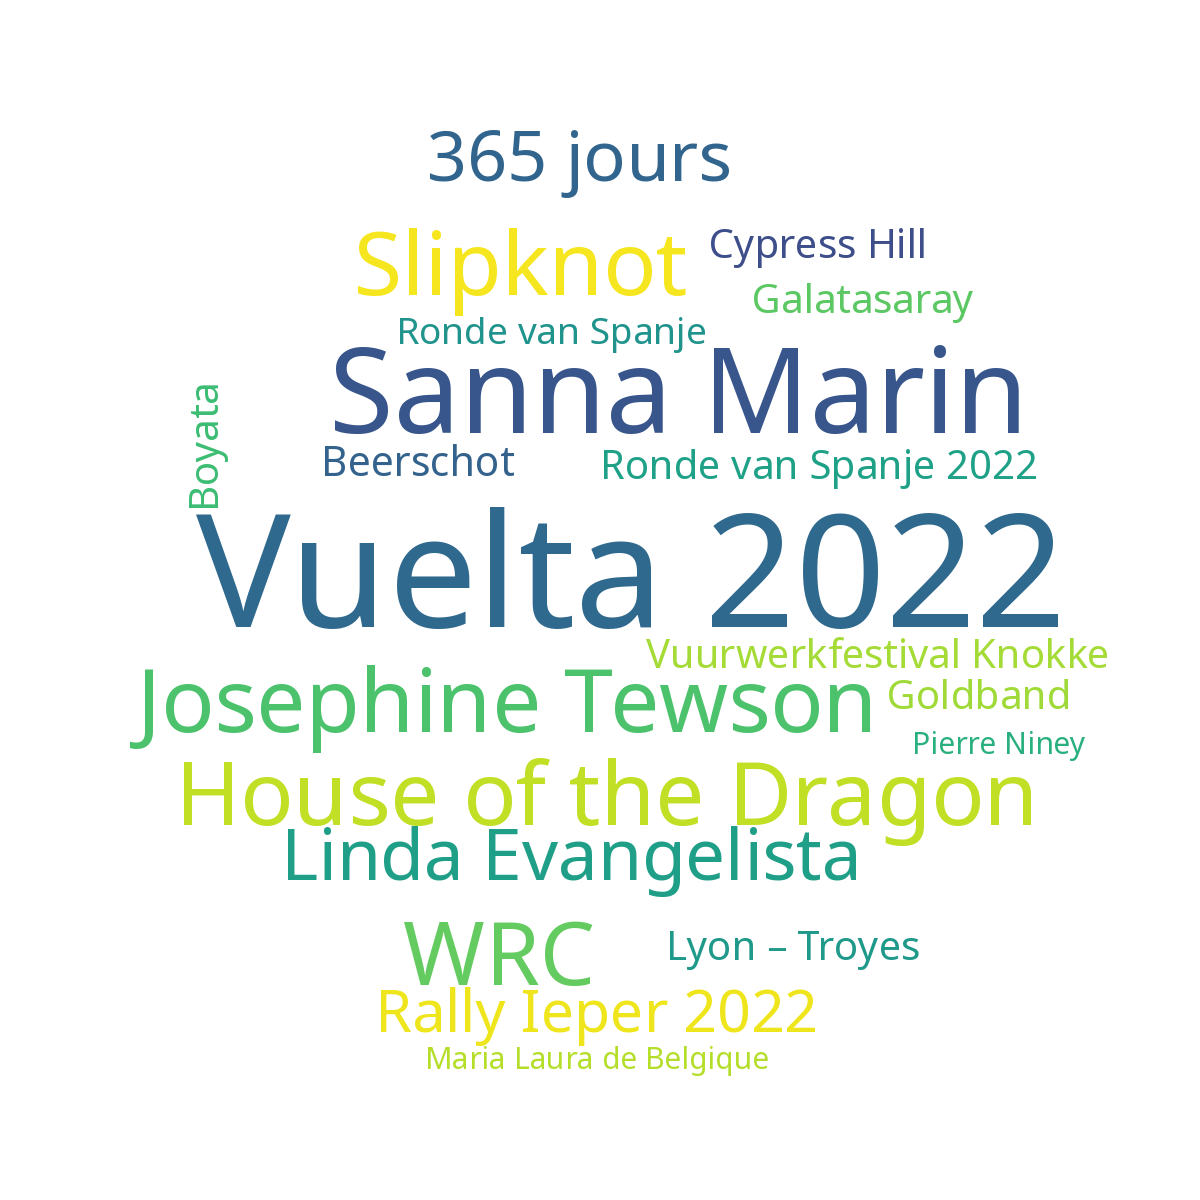 365 jours
Slipknot
Cypress Hill
Galatasaray
Ronde van Spanje
Sanna Marin
Boyata
Beerschot
Ronde van Spanje 2022
Vuelta 2022
Vuurwerkfestival Knokke
Josephine Tewson
Goldband
Pierre Niney
House of the Dragon
Linda Evangelista
WRC
Lyon – Troyes
Rally Ieper 2022
Maria Laura de Belgique